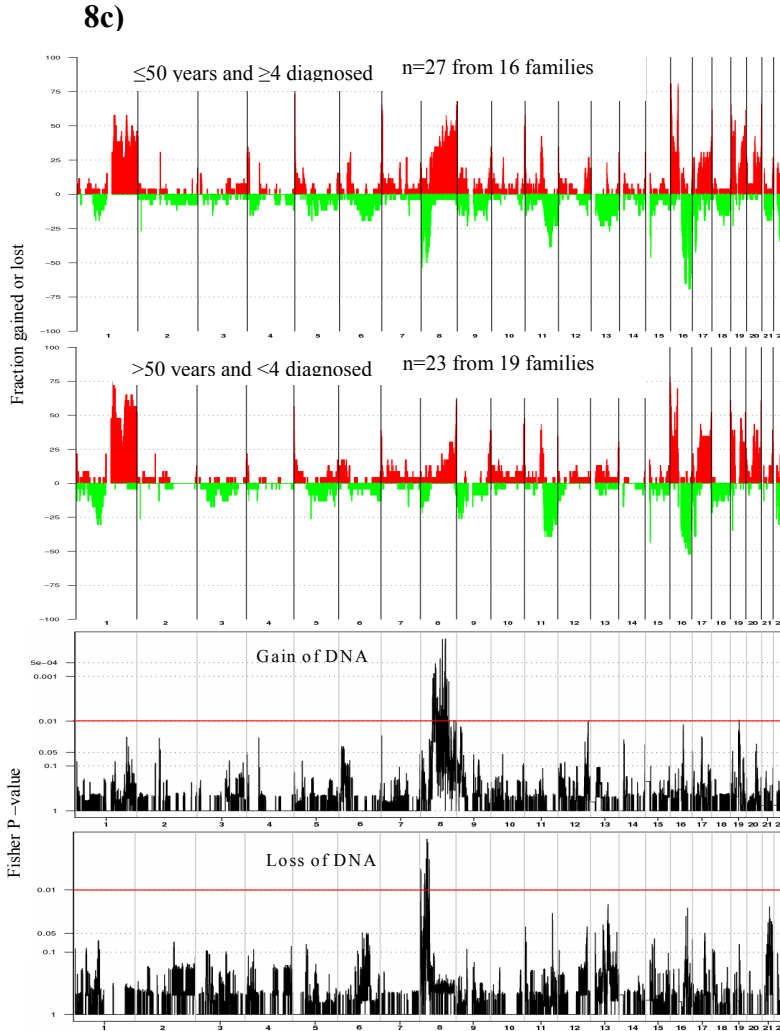 8c)
≤50 years and ≥4 diagnosed n=27 from 16 families
100
75
50
25
0
−25
−50
−75
−100
1 2 3 4 5 6 7 8 9 10 11 12 13 14 15 16 17 18 19 20 21 2
Fraction gained or lost
>50 years and <4 diagnosed n=23 from 19 families
100
75
50
25
0
−25
−50
−75
−100
1 2 3 4 5 6 7 8 9 10 11 12 13 14 15 16 17 18 19 20 21 2
Gain of DNA
5e−04
0.001
0.01
0.05
0.1
1
1 2 3 4 5 6 7 8 9 10 11 12 13 14 15 16 17 18 19 20 21 2
Fisher P−value
Loss of DNA
0.01
0.05
0.1
1
1 2 3 4 5 6 7 8 9 10 11 12 13 14 15 16 17 18 19 20 21 2